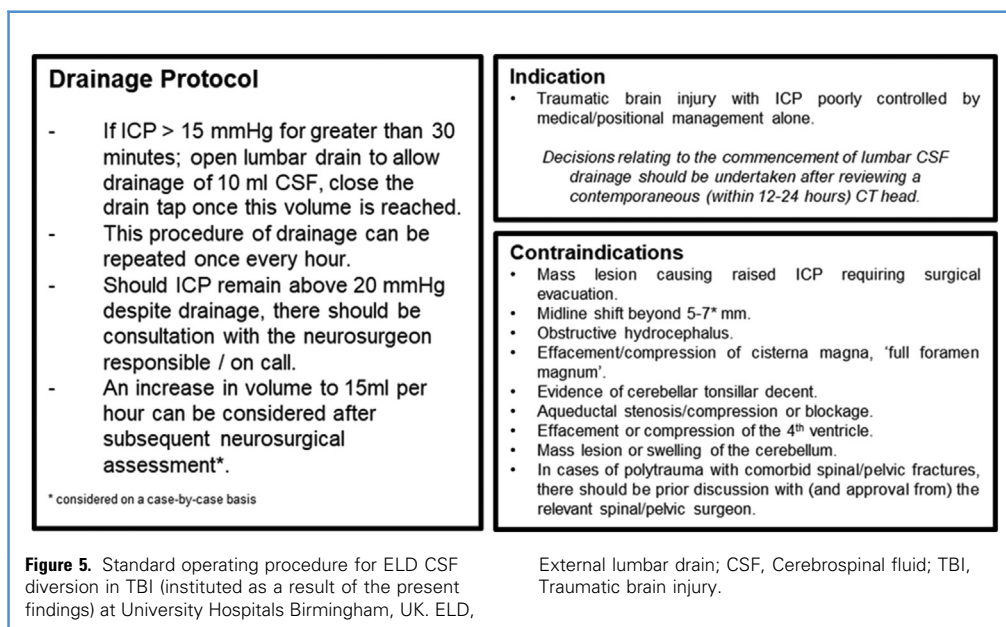 Drainage Protocol
- If ICP > 15 mmHg for greater than 30
minutes; open lumbar drain to allow
drainage of 10 ml CSF, close the
drain tap once this volume is reached.
- This procedure of drainage can be
repeated once every hour.
- Should ICP remain above 20 mmHg
despite drainage, there should be
consultation with the neurosurgeon
responsible / on call.
- An increase in volume to 15ml per
hour can be considered after
subsequent neurosurgical
assessment*.
* considered on a case-by-case basis
Indication
• Traumatic brain injury with ICP poorly controlled by
medical/positional management alone.
Decisions relating to the commencement of lumbar CSF
drainage should be undertaken after reviewing a
contemporaneous (within 12-24 hours) CT head.
Contraindications
• Mass lesion causing raised ICP requiring surgical
evacuation.
• Midline shift beyond 5-7* mm.
• Obstructive hydrocephalus.
• Effacement/compression of cisterna magna, 'full foramen
magnum'.
• Evidence of cerebellar tonsillar decent.
• Aqueductal stenosis/compression or blockage.
• Effacement or compression of the 4th ventricle.
• Mass lesion or swelling of the cerebellum.
• In cases of polytrauma with comorbid spinal/pelvic fractures,
there should be prior discussion with (and approval from) the
relevant spinal/pelvic surgeon.
Figure 5. Standard operating procedure for ELD CSF
diversion in TBI (instituted as a result of the present
findings) at University Hospitals Birmingham, UK. ELD,
External lumbar drain; CSF, Cerebrospinal fluid; TBI,
Traumatic brain injury.